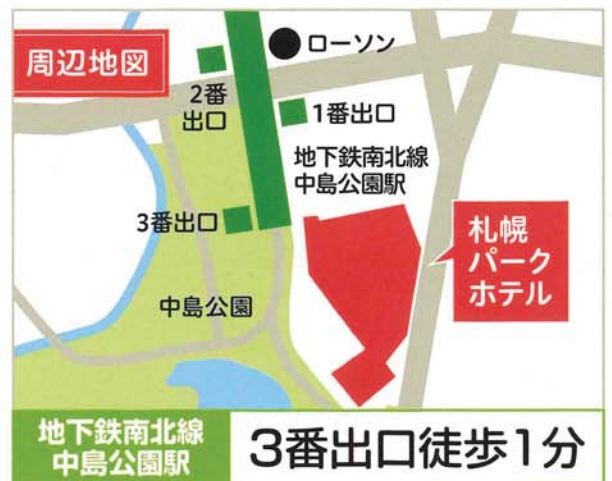 周辺地図
ローソン
2番
出口
1番出口
地下鉄南北線
中島公園駅
3番出口
札幌
パーク
ホテル
中島公園
地下鉄南北線
中島公園駅
3番出口徒歩1分